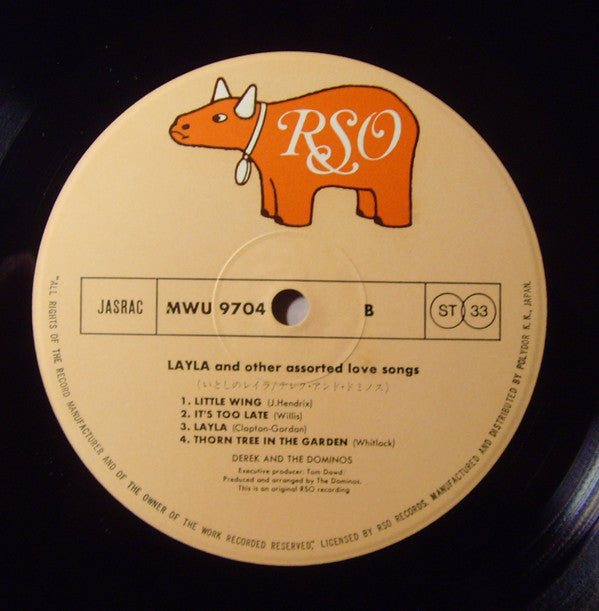 RSO
JASRAC
MWU 9704
B
ST 33
LAYLA and other assorted love songs
(いとしのレイラ/デレク・アンド・ドミノス)
1. LITTLE WING (J.Hendrix)
2. IT'S TOO LATE (Willis)
3. LAYLA (Clapton-Gordon)
4. THORN TREE IN THE GARDEN (Whitlock)
DEREK AND THE DOMINOS
Executive producer: Tom Dowd
Produced and arranged by The Dominos.
This is an original RSO recording
"ALL RIGHTS OF THE RECORD MANUFACTURER AND OF THE OWNER OF THE WORK RECORDED RESERVED", LICENSED BY RSO RECORDS. MANUFACTURED AND DISTRIBUTED BY POLYDOR K.K., JAPAN.